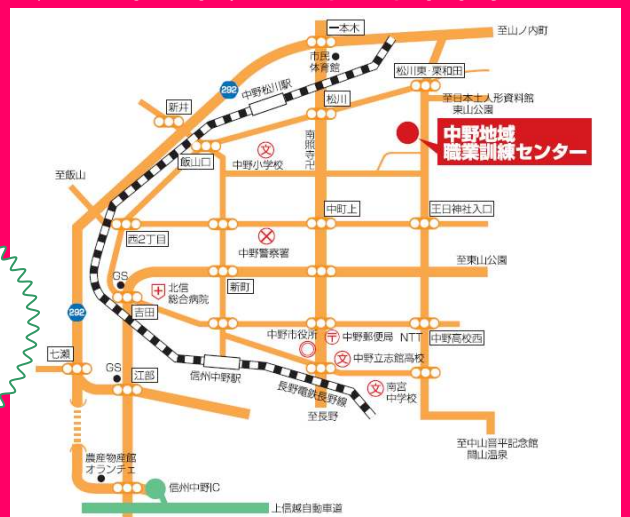 一本木
至山ノ内町
市民
体育館
292
中野松川駅
松川東・栗和田
新井
松川
至日本土人形資料館
東山公園
南照寺卍
中野地域
職業訓練センター
飯山口
文
中野小学校
至飯山
中町上
王日神社入口
西2丁目
中野警察署
至東山公園
GS
北信
総合病院
新町
292
吉田
中野市役所
〒
中野郵便局
NTT
中野高校西
七瀬
文
中野立志館高校
GS
江部
信州中野駅
長野電鉄長野線
文
南宮
中学校
至長野
至中山晋平記念館
間山温泉
農産物産館
オランチェ
信州中野IC
上信越自動車道